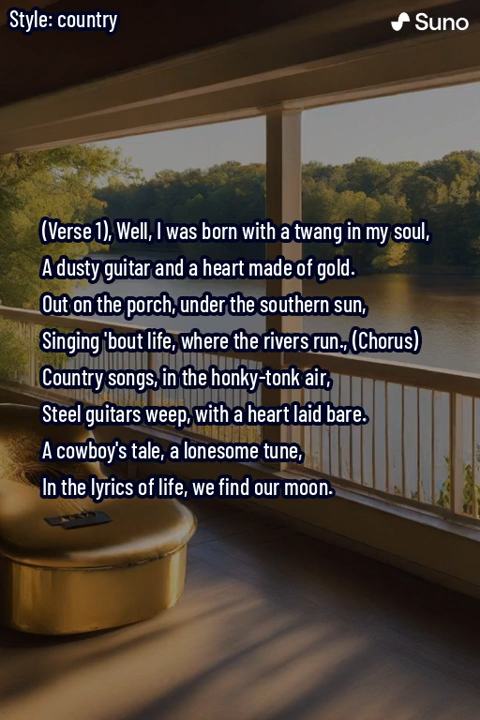 Style: country
Suno
(Verse 1), Well, I was born with a twang in my soul,
A dusty guitar and a heart made of gold.
Out on the porch, under the southern sun,
Singing 'bout life, where the rivers run., (Chorus)
Country songs, in the honky-tonk air,
Steel guitars weep, with a heart laid bare.
A cowboy's tale, a lonesome tune,
In the lyrics of life, we find our moon.